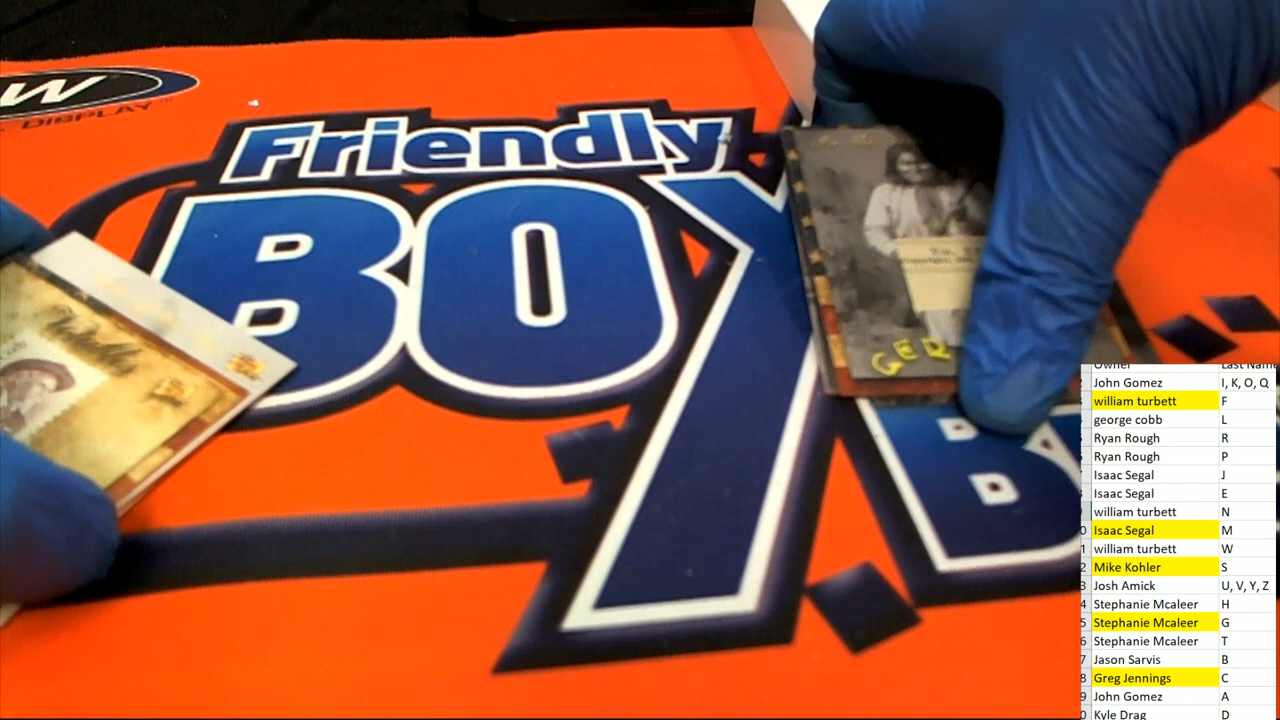 W
DISPLAY
Friendly
BOY
B
GER
Owner Last Name
John Gomez I, K, O, Q
william turbett F
george cobb L
Ryan Rough R
Ryan Rough P
Isaac Segal J
Isaac Segal E
william turbett N
Isaac Segal M
william turbett W
Mike Kohler S
Josh Amick U, V, Y, Z
Stephanie Mcaleer H
Stephanie Mcaleer G
Stephanie Mcaleer T
Jason Sarvis B
Greg Jennings C
John Gomez A
Kyle Drag D